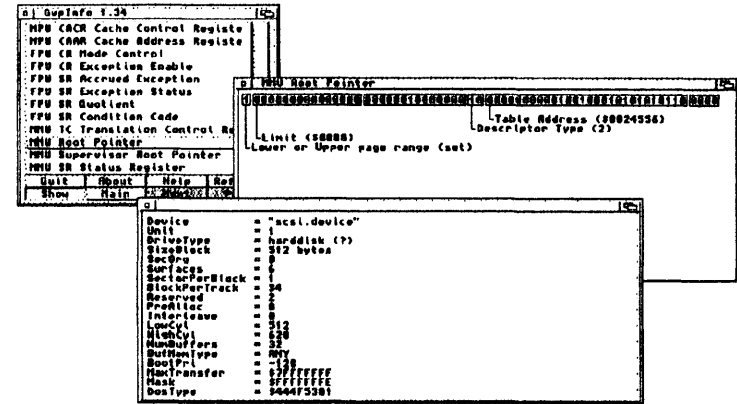 GupInfo 1.34
MPU CACR Cache Control Registe
MPU CAAR Cache Address Registe
FPU CR Mode Control
FPU CR Exception Enable
FPU SR Accrued Exception
FPU SR Exception Status
FPU SR Quotient
FPU SR Condition Code
MMU TC Translation Control Re
MMU Root Pointer
MMU Supervisor Root Pointer
MMU SR Status Register
Quit About Help
Show Main
MMU Root Pointer
Table Address ($0024556)
Descriptor Type (2)
Limit ($0000)
Lower or Upper page range (set)
Device = "scsi.device"
Unit = 1
DriveType = harddisk (?)
SizeBlock = 512 bytes
SecOrg = 0
Surfaces = 6
SectorPerBlock = 1
BlockPerTrack = 34
Reserved = 2
PreAlloc = 0
Interleave = 0
LowCyl = 512
HighCyl = 820
NumBuffers = 32
BufMemType = ANY
BootPri = -128
MaxTransfer = $7FFFFFFF
Mask = $FFFFFFFE
DosType = $444F5301